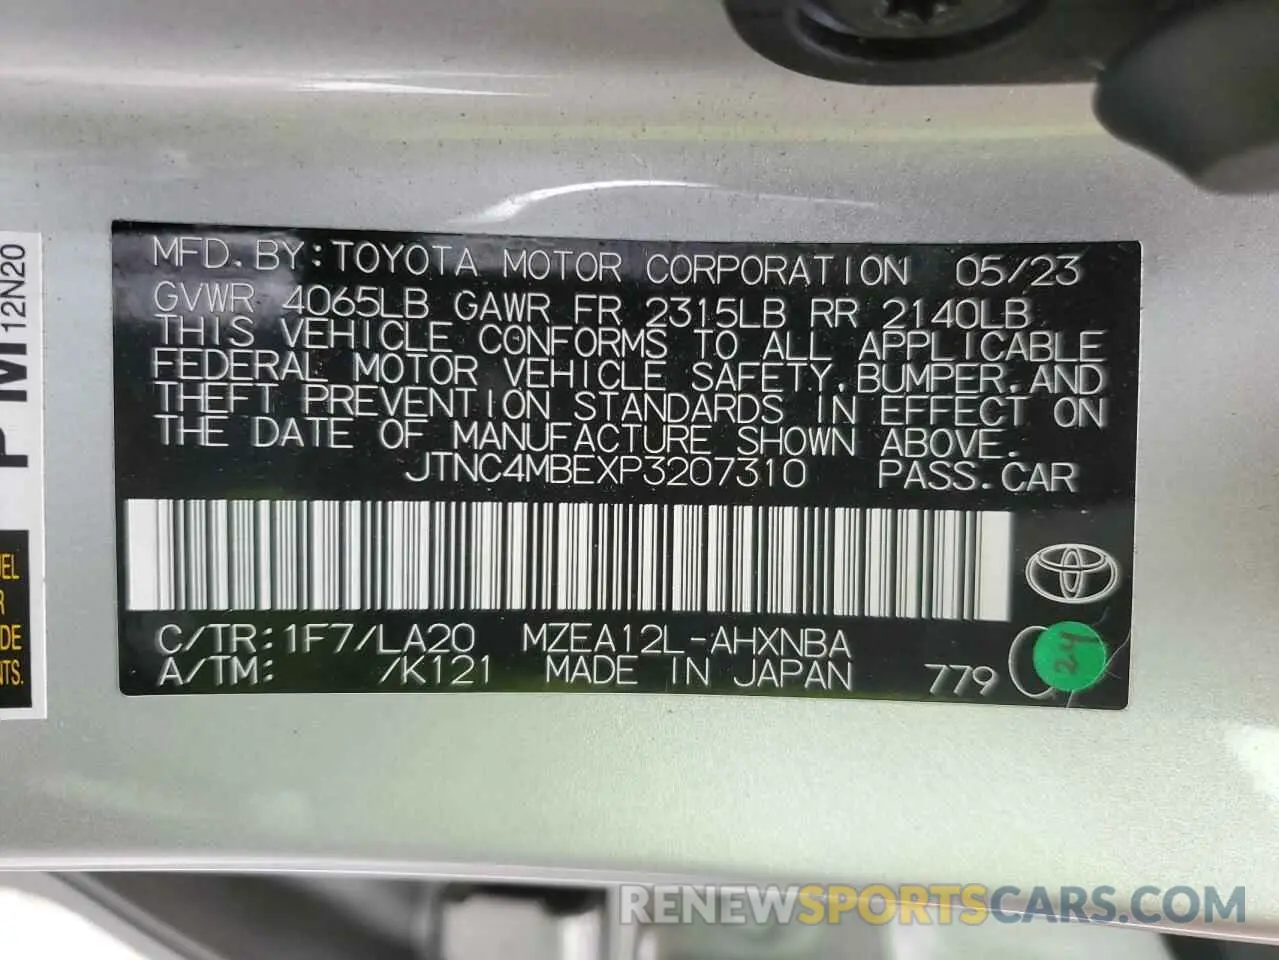 MFD. BY: TOYOTA MOTOR CORPORATION 05/23
GVWR 4065LB GAWR FR 2315LB RR 2140LB
THIS VEHICLE CONFORMS TO ALL APPLICABLE
FEDERAL MOTOR VEHICLE SAFETY, BUMPER, AND
THEFT PREVENTION STANDARDS IN EFFECT ON
THE DATE OF MANUFACTURE SHOWN ABOVE.
JTNC4MBEXP3207310 PASS. CAR
C/TR: 1F7/LA20 MZEA12L-AHXNBA
A/TM: /K121 MADE IN JAPAN 779
24
PM12N20
RENEWSPORTSCARS.COM